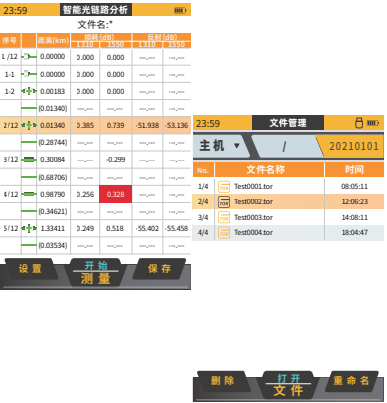 23:59 智能光链路分析
文件名:*
序号 距离(km) 损耗(dB) 反射(dB)
1310 1550 1310 1550
1 /12 0.00000 0.000 0.000 --.--- --.---
1-1 0.00000 0.000 0.000 --.--- --.---
1-2 0.00183 0.000 0.000 --.--- --.---
(0.01340) --.--- --.--- --.--- --.---
2/12 0.01340 0.385 0.739 -51.938 -53.136
(0.28744) --.--- --.--- --.--- --.---
3/12 0.30084 --.--- -0.299 --.--- --.---
(0.68706) --.--- --.--- --.--- --.---
4/12 0.98790 0.256 0.328 --.--- --.---
(0.34621) --.--- --.--- --.--- --.---
5/12 1.33411 0.249 0.518 -55.402 -55.458
(0.03534) --.--- --.--- --.--- --.---
设置 开始 保存
测量
23:59 文件管理
主机 / 20210101
No. 文件名称 时间
1/4 Test0001.tor 08:05:11
2/4 Test0002.tor 12:06:23
3/4 Test0003.tor 14:08:11
4/4 Test0004.tor 18:04:47
删除 打开 重命名
文件